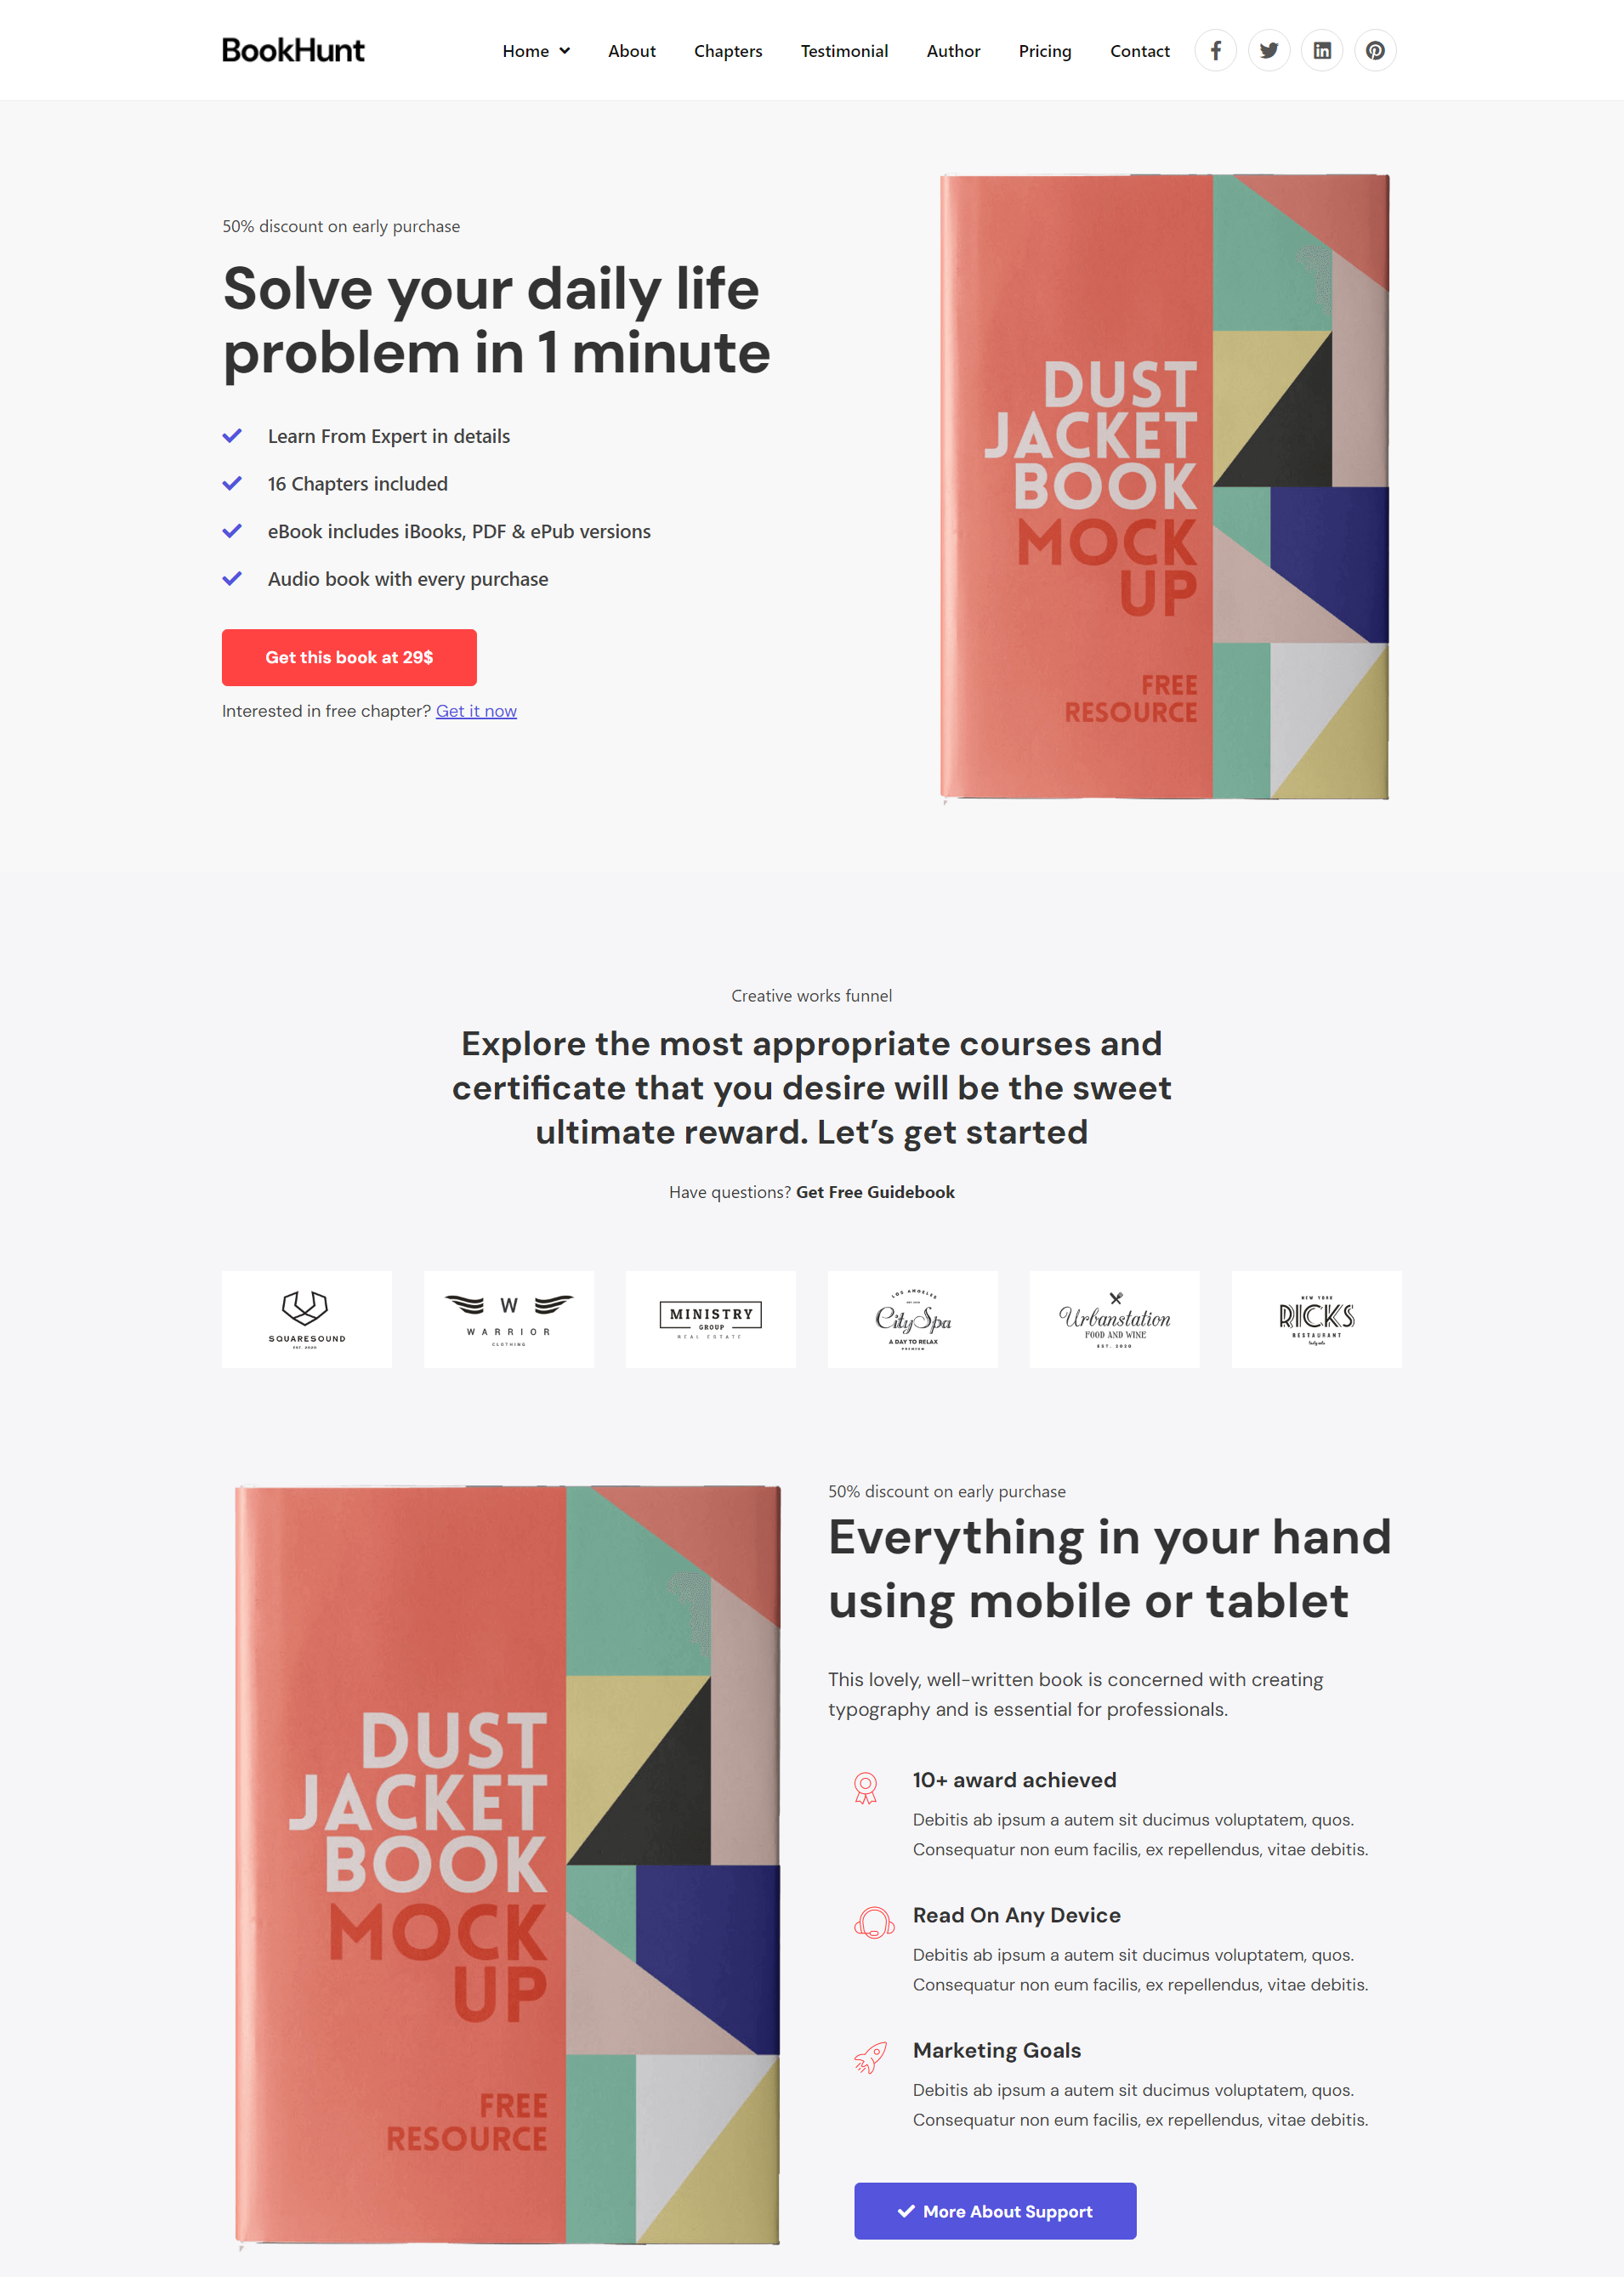 BookHunt
Home
About
Chapters
Testimonial
Author
Pricing
Contact
50% discount on early purchase
Solve your daily life
problem in 1 minute
Learn From Expert in details
16 Chapters included
eBook includes iBooks, PDF & ePub versions
Audio book with every purchase
Get this book at 29$
Interested in free chapter? Get it now
DUST
JACKET
BOOK
MOCK
UP
FREE
RESOURCE
Creative works funnel
Explore the most appropriate courses and
certificate that you desire will be the sweet
ultimate reward. Let’s get started
Have questions? Get Free Guidebook
SQUARESOUND
EST. 2020
W
WARRIOR
CLOTHING
MINISTRY
GROUP
REAL ESTATE
LOS ANGELES
City Spa
A DAY TO RELAX
PREMIUM
Urbanstation
FOOD AND WINE
EST. 2020
NEW YORK
RICKS
RESTAURANT
DUST
JACKET
BOOK
MOCK
UP
FREE
RESOURCE
50% discount on early purchase
Everything in your hand
using mobile or tablet
This lovely, well-written book is concerned with creating
typography and is essential for professionals.
10+ award achieved
Debitis ab ipsum a autem sit ducimus voluptatem, quos.
Consequatur non eum facilis, ex repellendus, vitae debitis.
Read On Any Device
Debitis ab ipsum a autem sit ducimus voluptatem, quos.
Consequatur non eum facilis, ex repellendus, vitae debitis.
Marketing Goals
Debitis ab ipsum a autem sit ducimus voluptatem, quos.
Consequatur non eum facilis, ex repellendus, vitae debitis.
More About Support